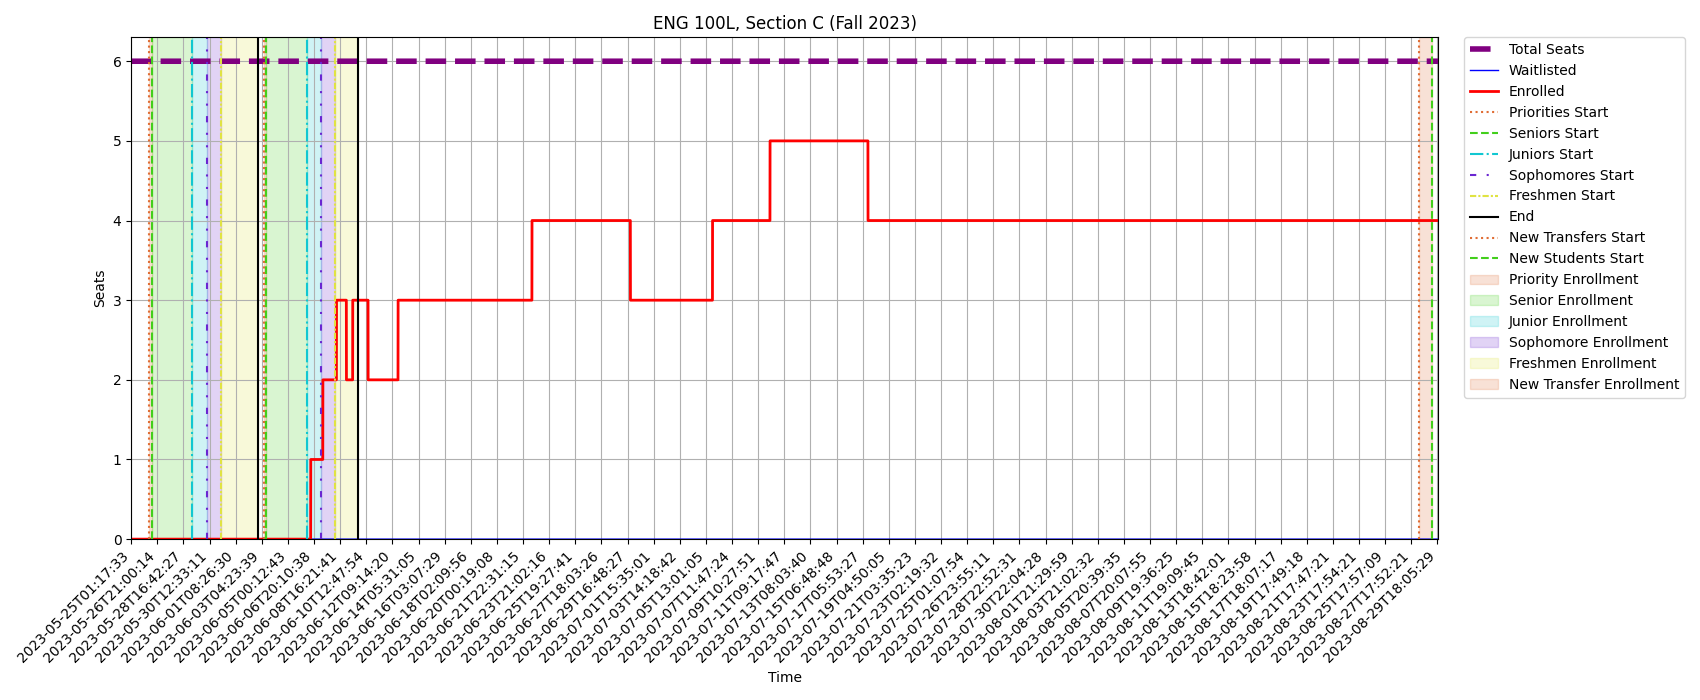 ENG 100L, Section C (Fall 2023)
Seats
6
5
4
3
2
1
0
2023-05-25T01:17:33
2023-05-26T21:00:14
2023-05-28T16:42:27
2023-05-30T12:33:11
2023-06-01T08:26:30
2023-06-03T04:23:39
2023-06-05T00:12:43
2023-06-06T20:10:38
2023-06-08T16:21:41
2023-06-10T12:47:54
2023-06-12T09:14:20
2023-06-14T05:31:05
2023-06-16T03:07:29
2023-06-18T02:09:56
2023-06-20T00:19:08
2023-06-21T22:31:15
2023-06-23T21:02:16
2023-06-25T19:27:41
2023-06-27T18:03:26
2023-06-29T16:48:27
2023-07-01T15:35:01
2023-07-03T14:18:42
2023-07-05T13:01:05
2023-07-07T11:47:24
2023-07-09T10:27:51
2023-07-11T09:17:47
2023-07-13T08:03:40
2023-07-15T06:48:48
2023-07-17T05:53:27
2023-07-19T04:50:05
2023-07-21T03:35:23
2023-07-23T02:19:32
2023-07-25T01:07:54
2023-07-26T23:55:11
2023-07-28T22:52:31
2023-07-30T22:04:28
2023-08-01T21:29:59
2023-08-03T21:02:32
2023-08-05T20:39:35
2023-08-07T20:07:55
2023-08-09T19:36:25
2023-08-11T19:09:45
2023-08-13T18:42:01
2023-08-15T18:23:58
2023-08-17T18:07:17
2023-08-19T17:49:18
2023-08-21T17:47:21
2023-08-23T17:54:21
2023-08-25T17:57:09
2023-08-27T17:52:21
2023-08-29T18:05:29
Time
Total Seats
Waitlisted
Enrolled
Priorities Start
Seniors Start
Juniors Start
Sophomores Start
Freshmen Start
End
New Transfers Start
New Students Start
Priority Enrollment
Senior Enrollment
Junior Enrollment
Sophomore Enrollment
Freshmen Enrollment
New Transfer Enrollment